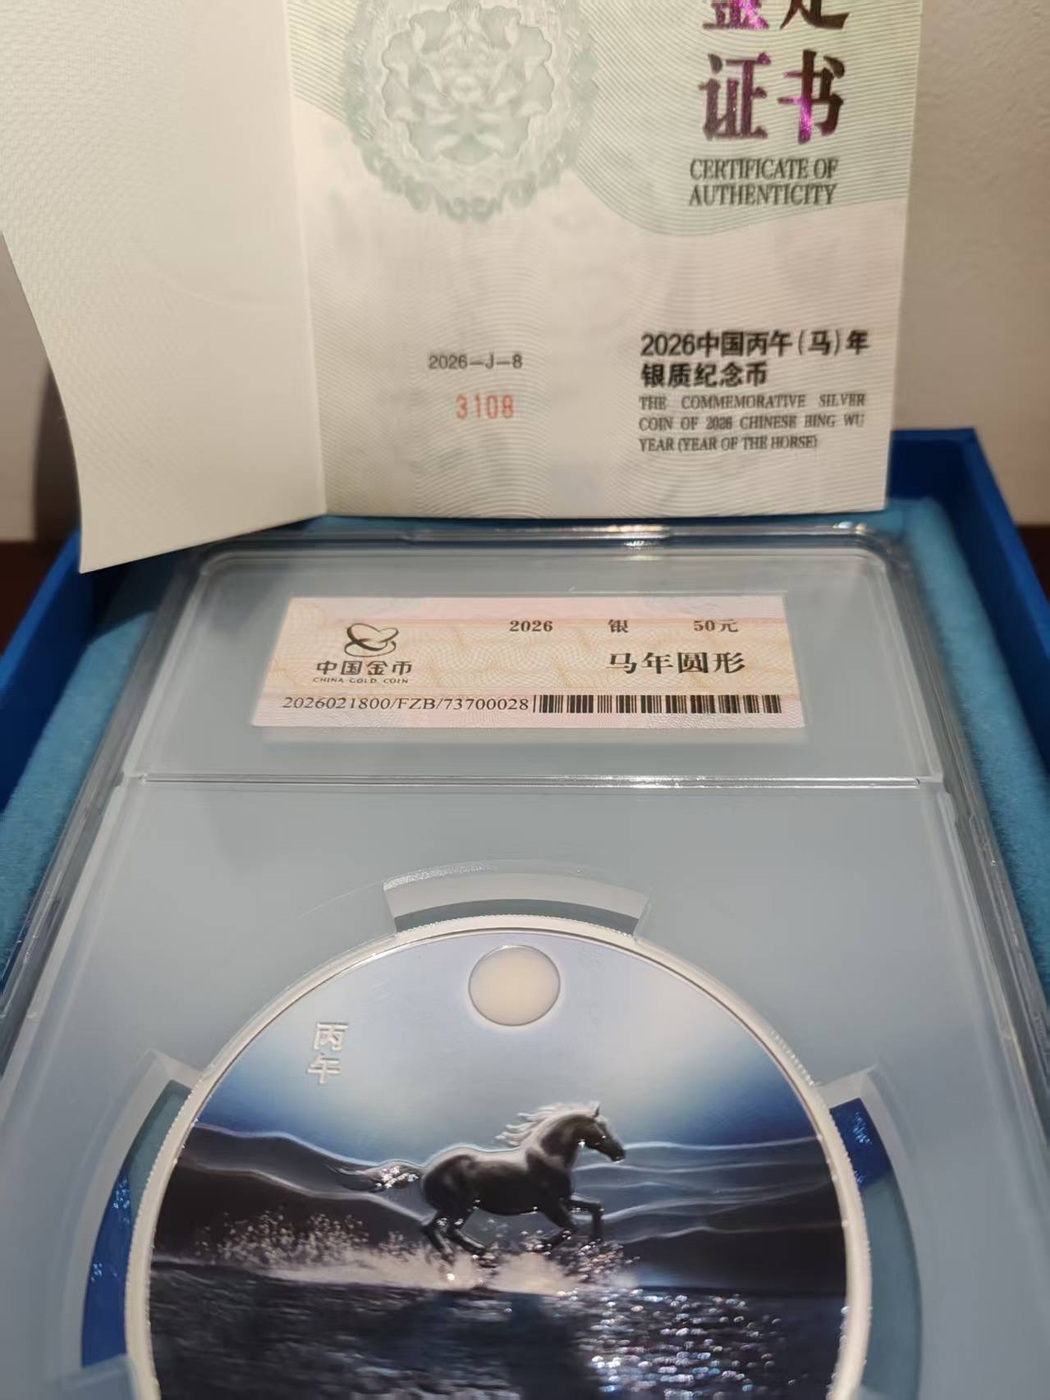 鉴定
证书
CERTIFICATE OF
AUTHENTICITY
2026—J—8
3108
2026中国丙午(马)年
银质纪念币
THE COMMEMORATIVE SILVER
COIN OF 2026 CHINESE BING WU
YEAR (YEAR OF THE HORSE)
2026 银 50元
中国金币
CHINA GOLD COIN
马年圆形
2026021800/FZB/73700028
丙
午